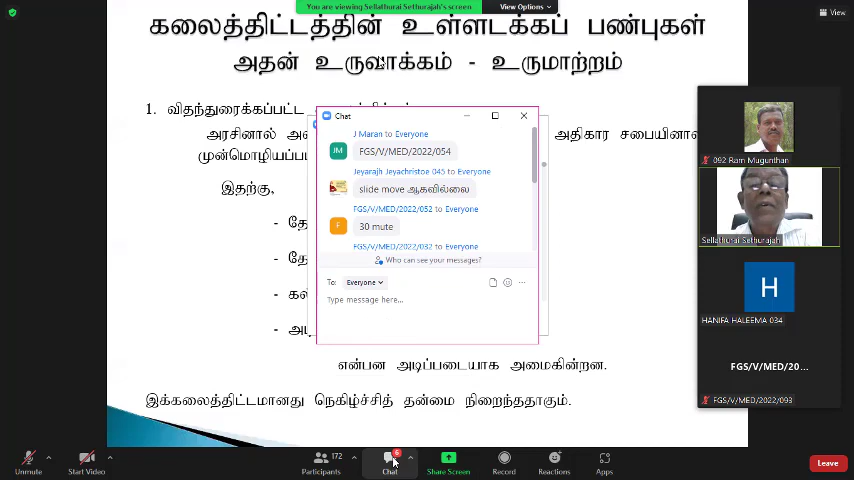 You are viewing Sellathurai Sethurajah's screen
View Options
View
கலைத்திட்டத்தின் உள்ளடக்கப் பண்புகள்
அதன் உருவாக்கம் - உருமாற்றம்
1. விதந்துரைக்கப்பட்ட
அரசினால்
அதிகார சபையினால்
இதற்கு,
என்பன அடிப்படையாக அமைகின்றன.
இக்கலைத்திட்டமானது நெகிழ்ச்சித் தன்மை நிறைந்ததாகும்.
Chat
J Maran to Everyone
JM
FGS/V/MED/2022/054
Jeyarajh Jeyachristoe 045 to Everyone
slide move ஆகவில்லை
FGS/V/MED/2022/052 to Everyone
F
30 mute
FGS/V/MED/2022/032 to Everyone
Who can see your messages?
To: Everyone
Type message here...
092 Ram Mugunthan
Sellathurai Sethurajah
H
HANIFA HALEEMA 034
FGS/V/MED/20...
FGS/V/MED/2022/093
Unmute
Start Video
172
Participants
6
Chat
Share Screen
Record
Reactions
Apps
Leave